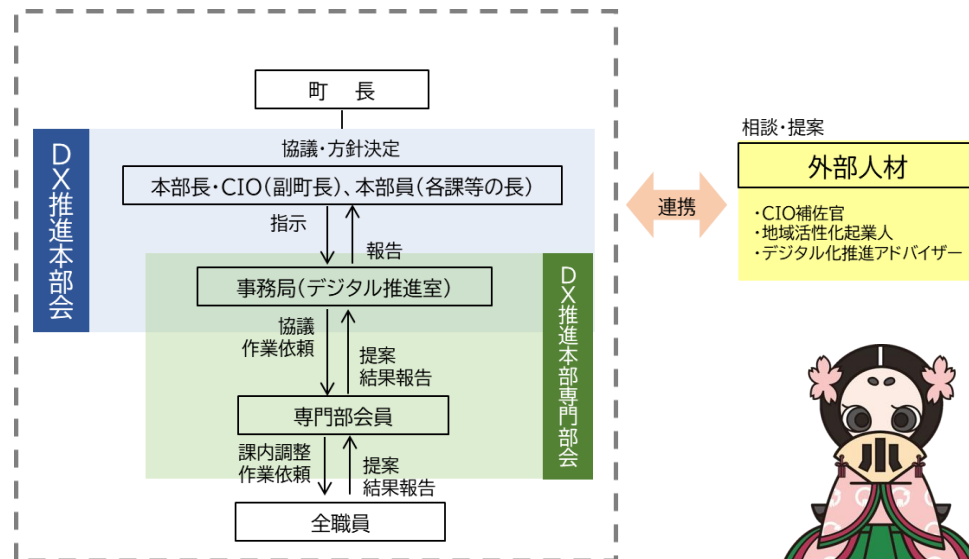 町　長
DX推進本部会
協議・方針決定
本部長・CIO（副町長）、本部員（各課等の長）
指示
報告
事務局（デジタル推進室）
DX推進本部専門部会
協議
作業依頼
提案
結果報告
専門部会員
課内調整
作業依頼
提案
結果報告
全職員
連携
相談・提案
外部人材
・CIO補佐官
・地域活性化起業人
・デジタル化推進アドバイザー